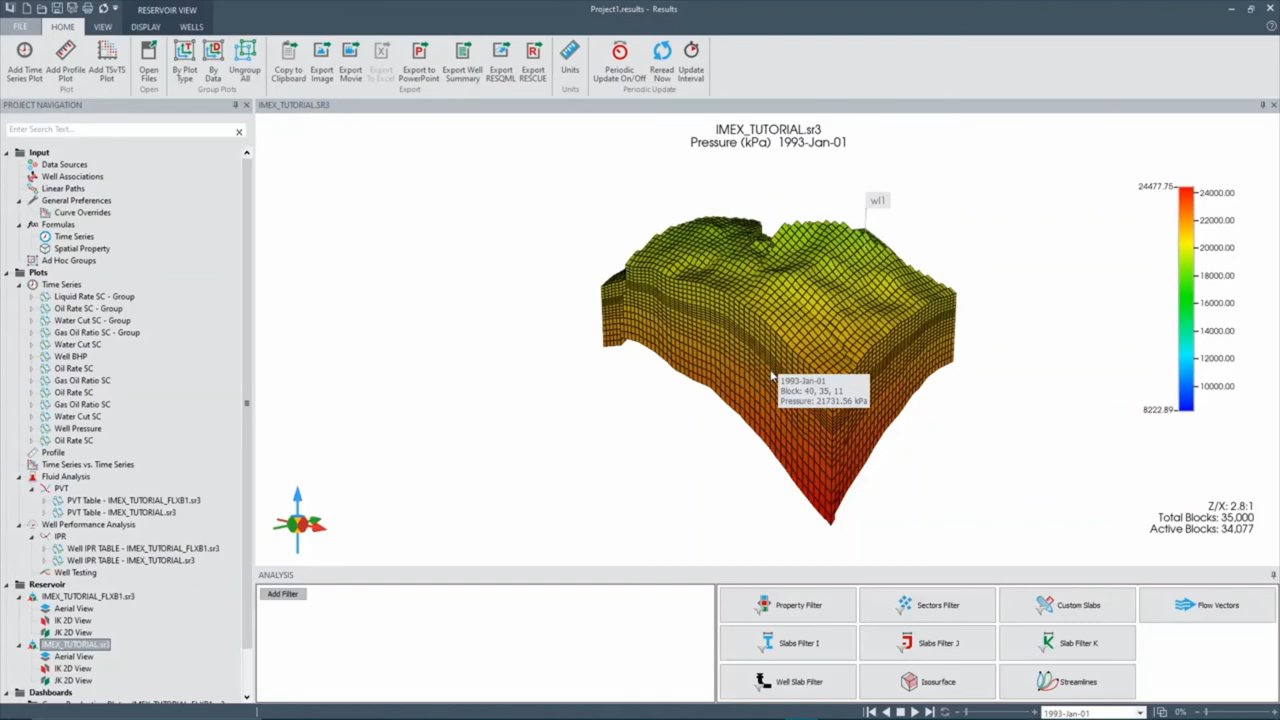 RESERVOIR VIEW
Project1.results - Results
FILE
HOME
VIEW
DISPLAY
WELLS
Add Time
Series Plot
Add Profile
Plot
Add TSvTS
Plot
Open
Files
By Plot
Type
By
Data
Ungroup
All
Copy to
Clipboard
Export
Image
Export
Movie
Export
To Excel
Export to
PowerPoint
Export Well
Summary
Export
RESQML
Export
RESCUE
Units
Periodic
Update On/Off
Reread
Now
Update
Interval
Plot
Open
Group Plots
Export
Units
Periodic Update
PROJECT NAVIGATION
IMEX_TUTORIAL.SR3
Enter Search Text...
Input
Data Sources
Well Associations
Linear Paths
General Preferences
Curve Overrides
Formulas
Time Series
Spatial Property
Ad Hoc Groups
Plots
Time Series
Liquid Rate SC - Group
Oil Rate SC - Group
Water Cut SC - Group
Gas Oil Ratio SC - Group
Water Cut SC
Well BHP
Oil Rate SC
Gas Oil Ratio SC
Oil Rate SC
Gas Oil Ratio SC
Water Cut SC
Well Pressure
Oil Rate SC
Profile
Time Series vs. Time Series
Fluid Analysis
PVT
PVT Table - IMEX_TUTORIAL_FLXB1.sr3
PVT Table - IMEX_TUTORIAL.sr3
Well Performance Analysis
IPR
Well IPR TABLE - IMEX_TUTORIAL_FLXB1.sr3
Well IPR TABLE - IMEX_TUTORIAL.sr3
Well Testing
Reservoir
IMEX_TUTORIAL_FLXB1.sr3
Aerial View
IK 2D View
JK 2D View
IMEX_TUTORIAL.sr3
Aerial View
IK 2D View
JK 2D View
Dashboards
IMEX_TUTORIAL.sr3
Pressure (kPa) 1993-Jan-01
wl1
1993-Jan-01
Block: 40, 35, 11
Pressure: 21731.56 kPa
24477.75
24000.00
22000.00
20000.00
18000.00
16000.00
14000.00
12000.00
10000.00
8222.89
Z/X: 2.8:1
Total Blocks: 35,000
Active Blocks: 34,077
ANALYSIS
Add Filter
Property Filter
Sectors Filter
Custom Slabs
Flow Vectors
Slabs Filter I
Slabs Filter J
Slab Filter K
Well Slab Filter
Isosurface
Streamlines
1993-Jan-01
0%